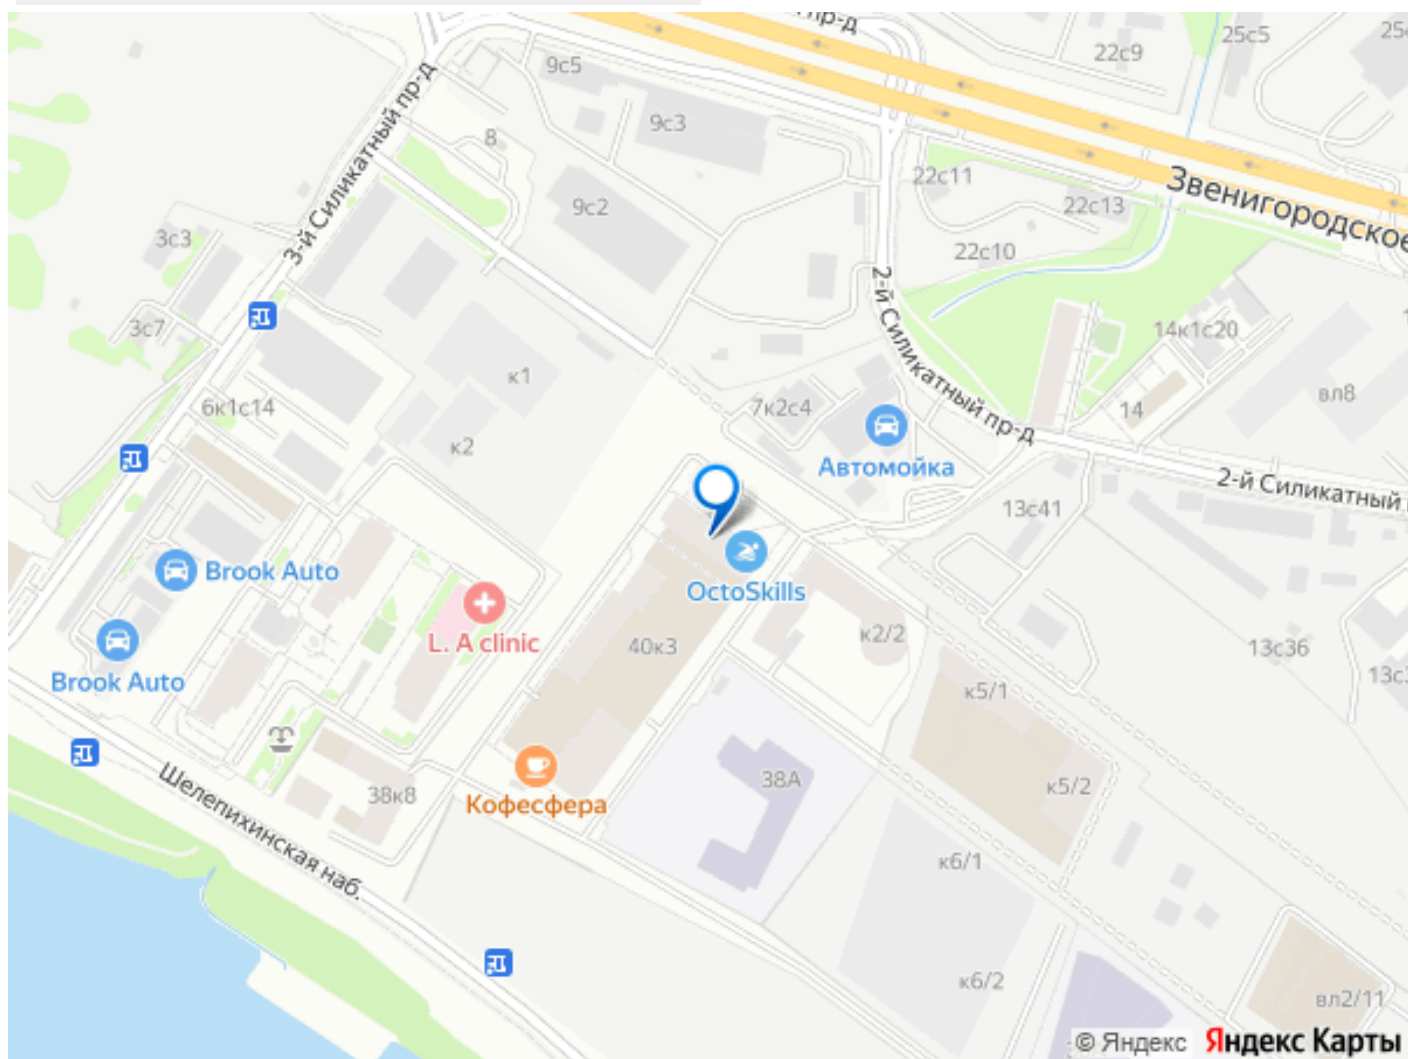 пр-д
25с5
22с9
9с5
3-й Силикатный пр-д
9с3
8
22с11
Звенигородское
22с13
9с2
3с3
22с10
2-й Силикатный пр-д
3с7
14к1с20
к1
вл8
6к1с14
7к2с4
14
к2
Автомойка
2-й Силикатный
13с41
Brook Auto
OctoSkills
L. A clinic
40к3
к2/2
13с36
Brook Auto
к5/1
38А
к5/2
Шелепихинская наб.
38к8
Кофесфера
к6/1
к6/2
вл2/11
© Яндекс Яндекс Карты